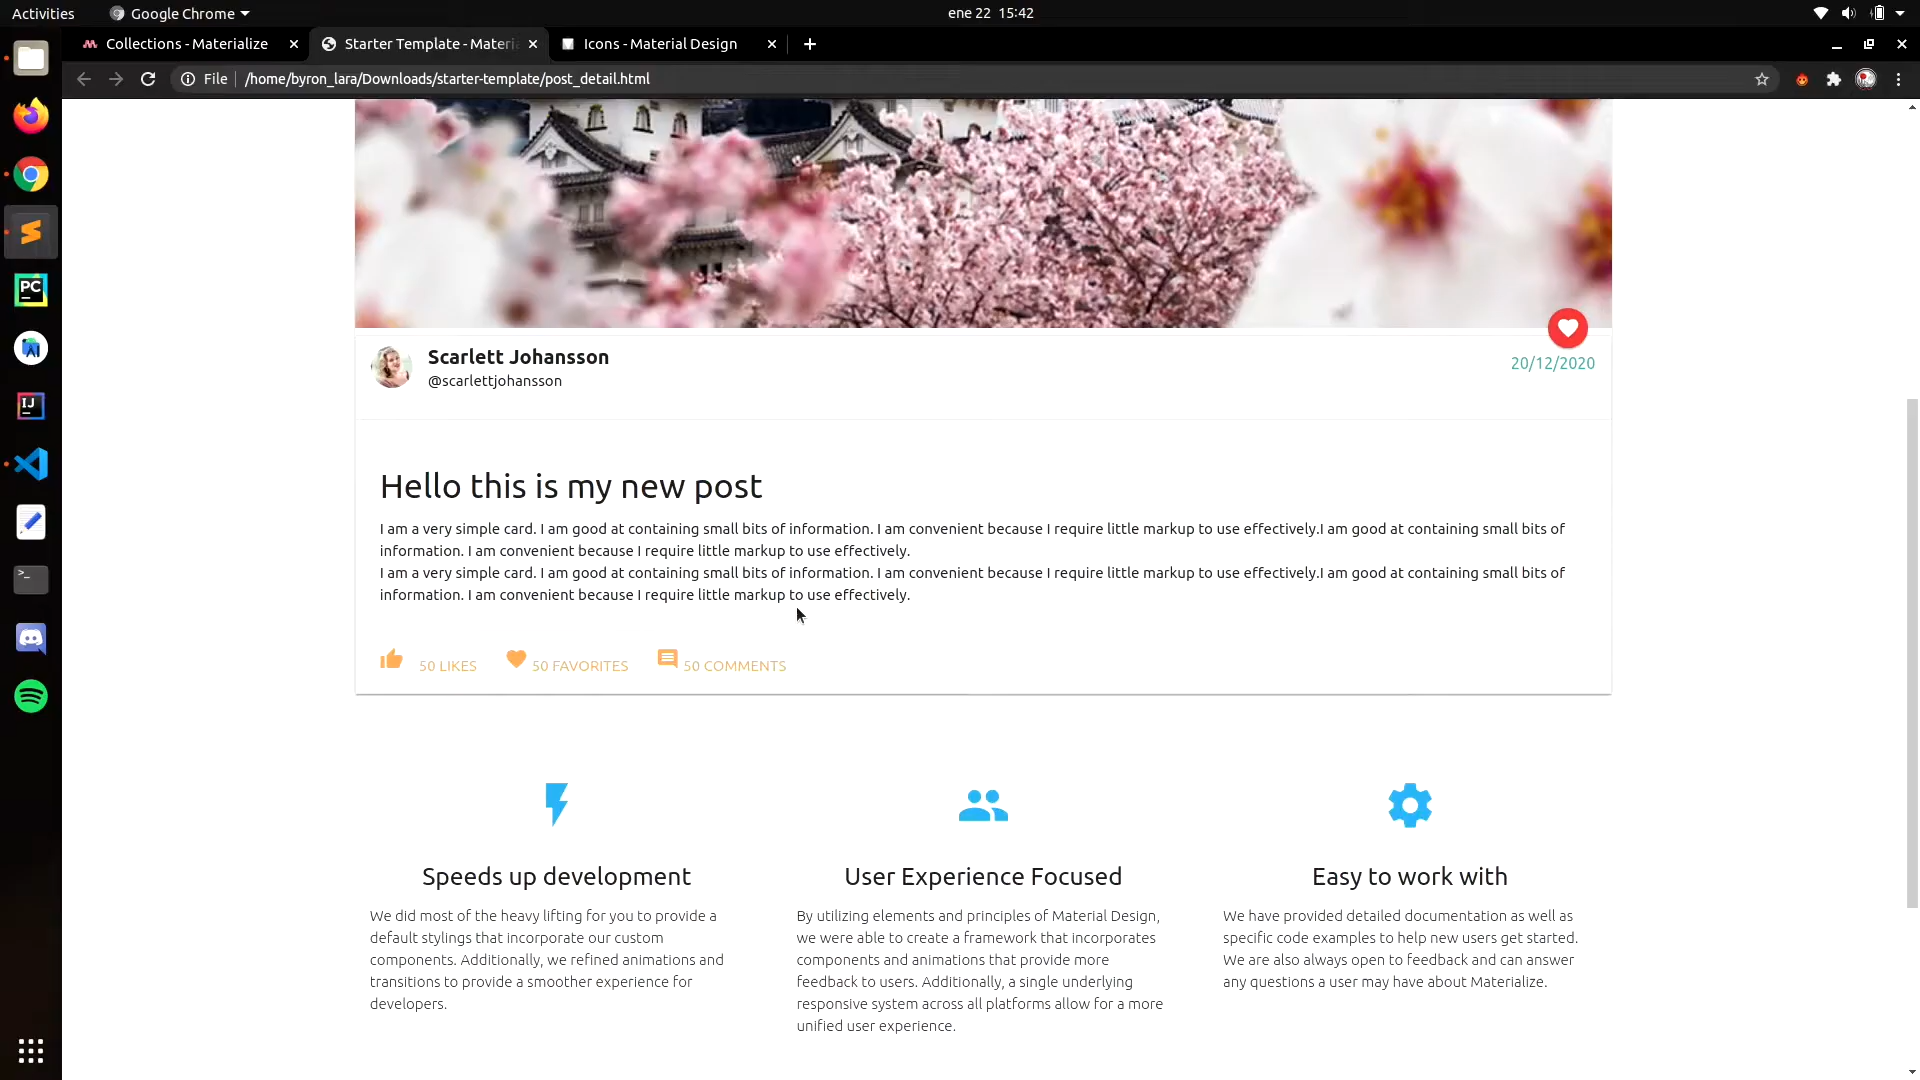 Activities
Google Chrome
ene 22 15:42
Collections - Materialize
Starter Template - Materi
Icons - Material Design
File
/home/byron_lara/Downloads/starter-template/post_detail.html
PC
IJ
>_
Scarlett Johansson
@scarlettjohansson
20/12/2020
Hello this is my new post
I am a very simple card. I am good at containing small bits of information. I am convenient because I require little markup to use effectively.I am good at containing small bits of
information. I am convenient because I require little markup to use effectively.
I am a very simple card. I am good at containing small bits of information. I am convenient because I require little markup to use effectively.I am good at containing small bits of
information. I am convenient because I require little markup to use effectively.
50 LIKES
50 FAVORITES
50 COMMENTS
Speeds up development
We did most of the heavy lifting for you to provide a
default stylings that incorporate our custom
components. Additionally, we refined animations and
transitions to provide a smoother experience for
developers.
User Experience Focused
By utilizing elements and principles of Material Design,
we were able to create a framework that incorporates
components and animations that provide more
feedback to users. Additionally, a single underlying
responsive system across all platforms allow for a more
unified user experience.
Easy to work with
We have provided detailed documentation as well as
specific code examples to help new users get started.
We are also always open to feedback and can answer
any questions a user may have about Materialize.